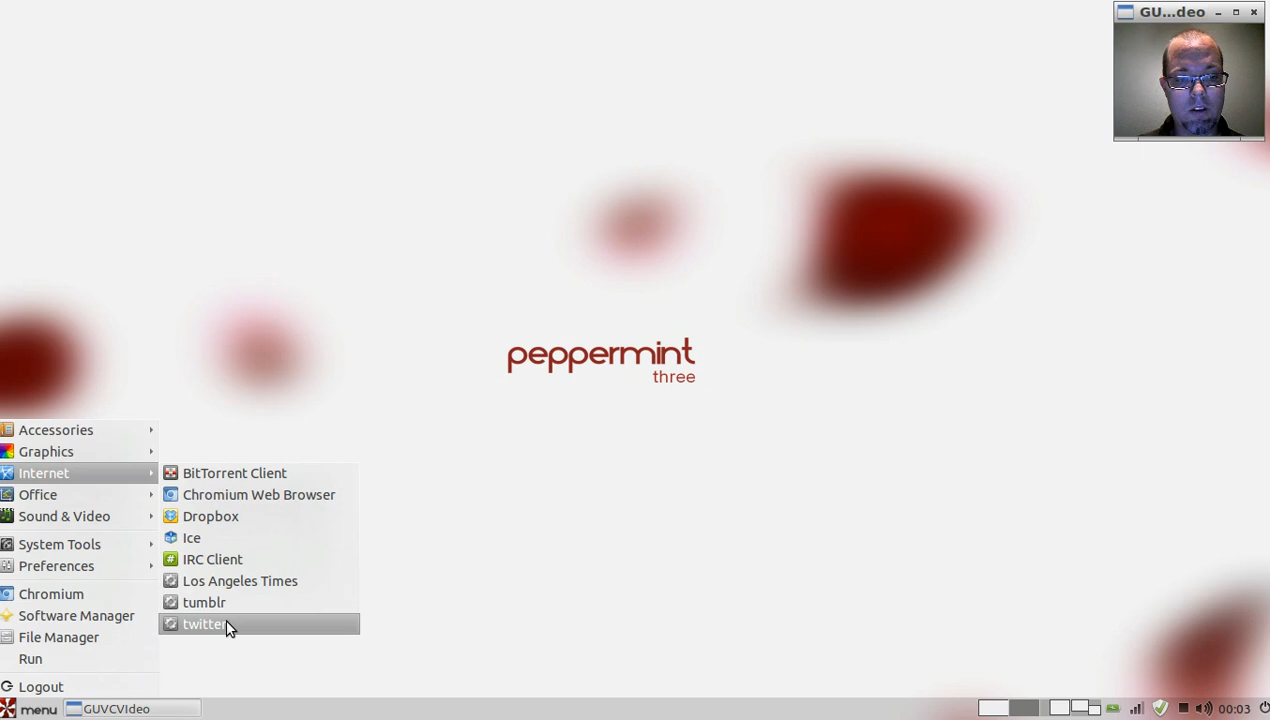 GU...deo
peppermint
three
Accessories
Graphics
Internet
Office
Sound & Video
System Tools
Preferences
Chromium
Software Manager
File Manager
Run
Logout
BitTorrent Client
Chromium Web Browser
Dropbox
Ice
IRC Client
Los Angeles Times
tumblr
twitter
menu
GUVCVIdeo
00:03